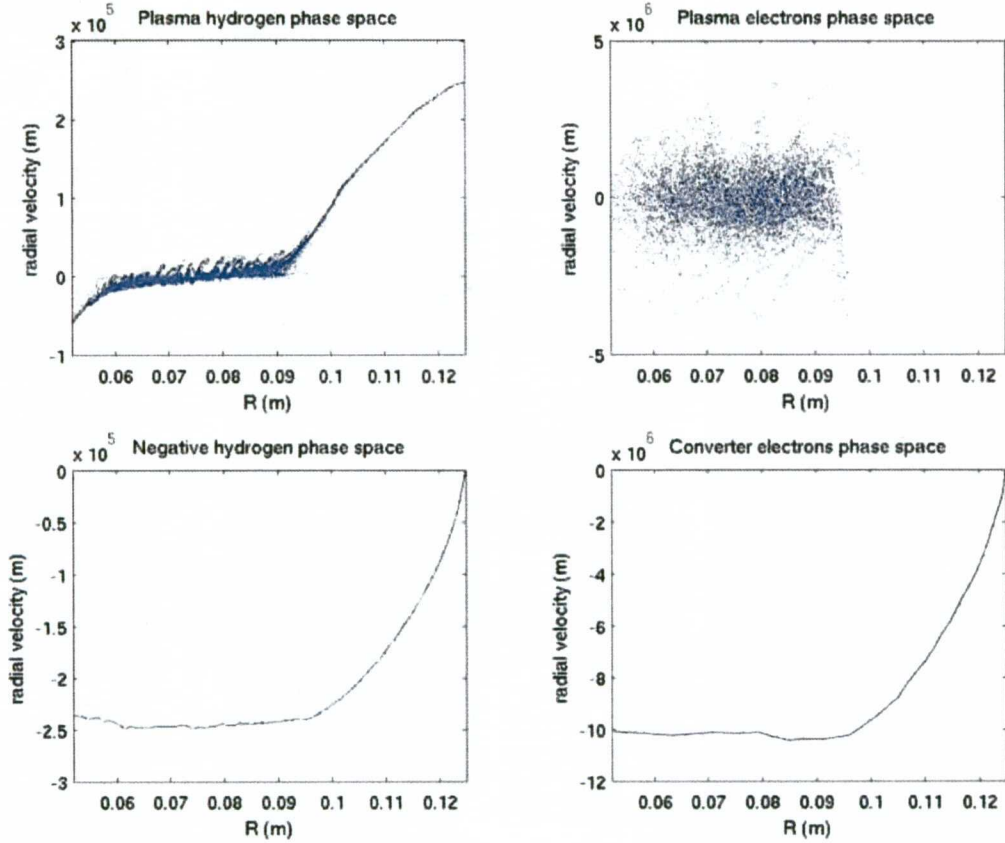 Plasma hydrogen phase space
x 10^5
3
2
1
0
-1
radial velocity (m)
0.06 0.07 0.08 0.09 0.1 0.11 0.12
R (m)
Plasma electrons phase space
x 10^6
5
0
-5
radial velocity (m)
0.06 0.07 0.08 0.09 0.1 0.11 0.12
R (m)
Negative hydrogen phase space
x 10^5
0
-0.5
-1
-1.5
-2
-2.5
-3
radial velocity (m)
0.06 0.07 0.08 0.09 0.1 0.11 0.12
R (m)
Converter electrons phase space
x 10^6
0
-2
-4
-6
-8
-10
-12
radial velocity (m)
0.06 0.07 0.08 0.09 0.1 0.11 0.12
R (m)